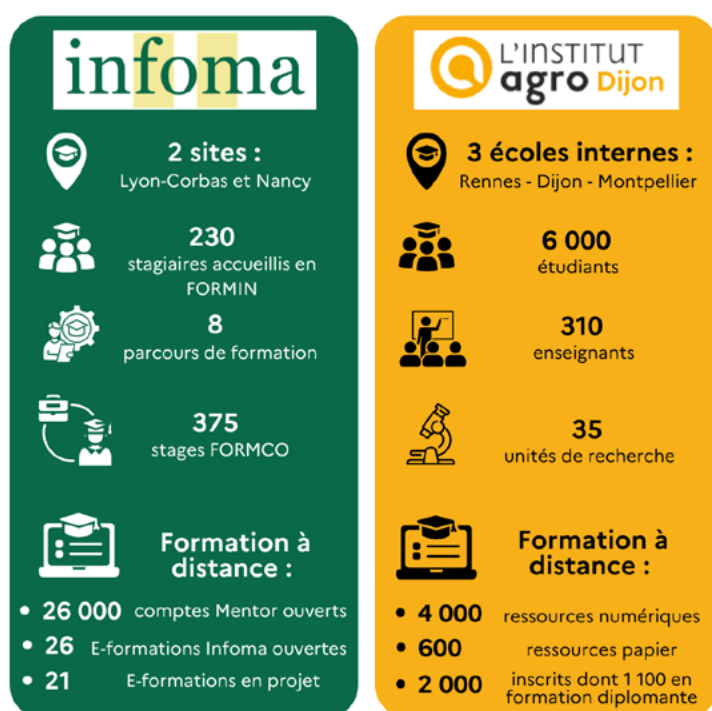 infoma
2 sites :
Lyon-Corbas et Nancy
230
stagiaires accueillis en
FORMIN
8
parcours de formation
375
stages FORMCO
Formation à
distance :
• 26 000 comptes Mentor ouverts
• 26 E-formations Infoma ouvertes
• 21 E-formations en projet
L'INSTITUT
agro Dijon
3 écoles internes :
Rennes - Dijon - Montpellier
6 000
étudiants
310
enseignants
35
unités de recherche
Formation à
distance :
• 4 000 ressources numériques
• 600 ressources papier
• 2 000 inscrits dont 1 100 en
formation diplomante